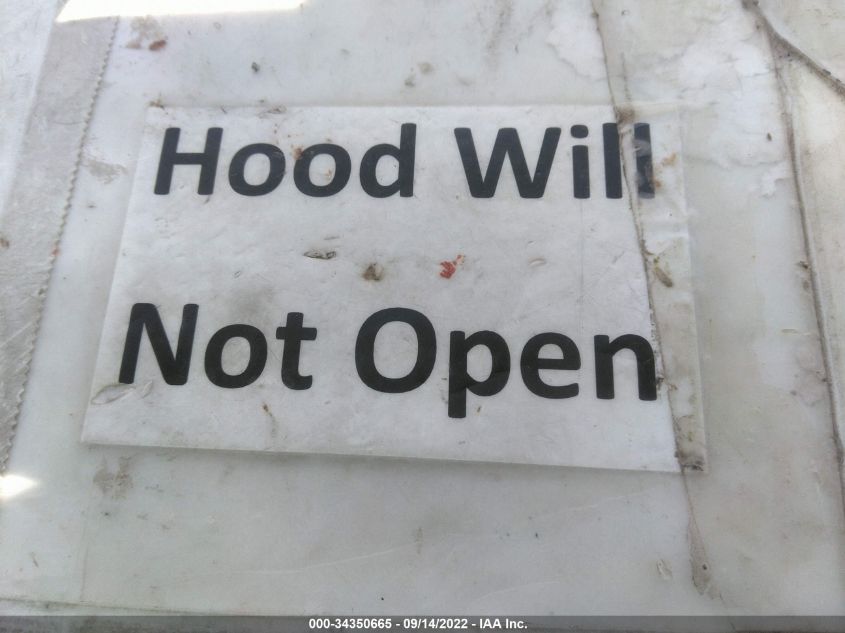 Hood Will
Not Open
000-34350665 - 09/14/2022 - IAA Inc.